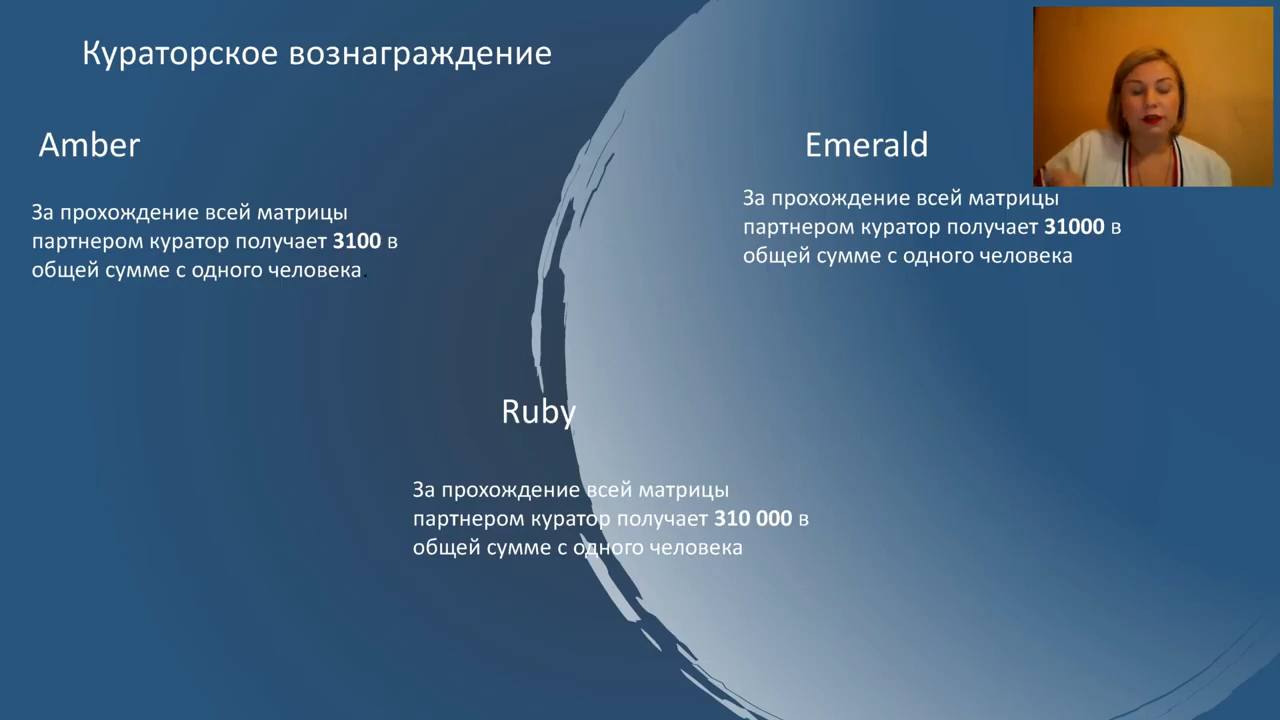 Кураторское вознаграждение
Amber
За прохождение всей матрицы
партнером куратор получает 3100 в
общей сумме с одного человека.
Emerald
За прохождение всей матрицы
партнером куратор получает 31000 в
общей сумме с одного человека
Ruby
За прохождение всей матрицы
партнером куратор получает 310 000 в
общей сумме с одного человека